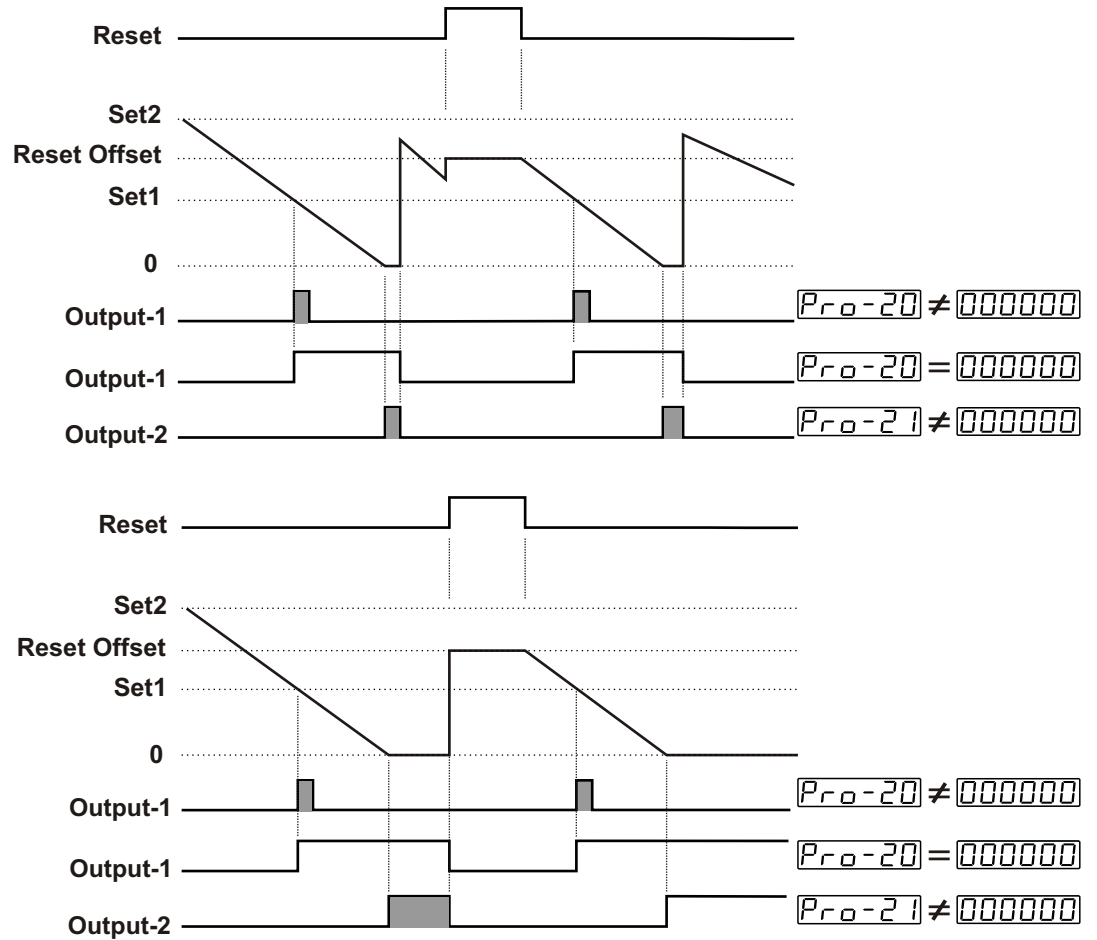 Reset
Set2
Reset Offset
Set1
0
Output-1 Pro-20 ≠ 000000
Output-1 Pro-20 = 000000
Output-2 Pro-21 ≠ 000000
Reset
Set2
Reset Offset
Set1
0
Output-1 Pro-20 ≠ 000000
Output-1 Pro-20 = 000000
Output-2 Pro-21 ≠ 000000